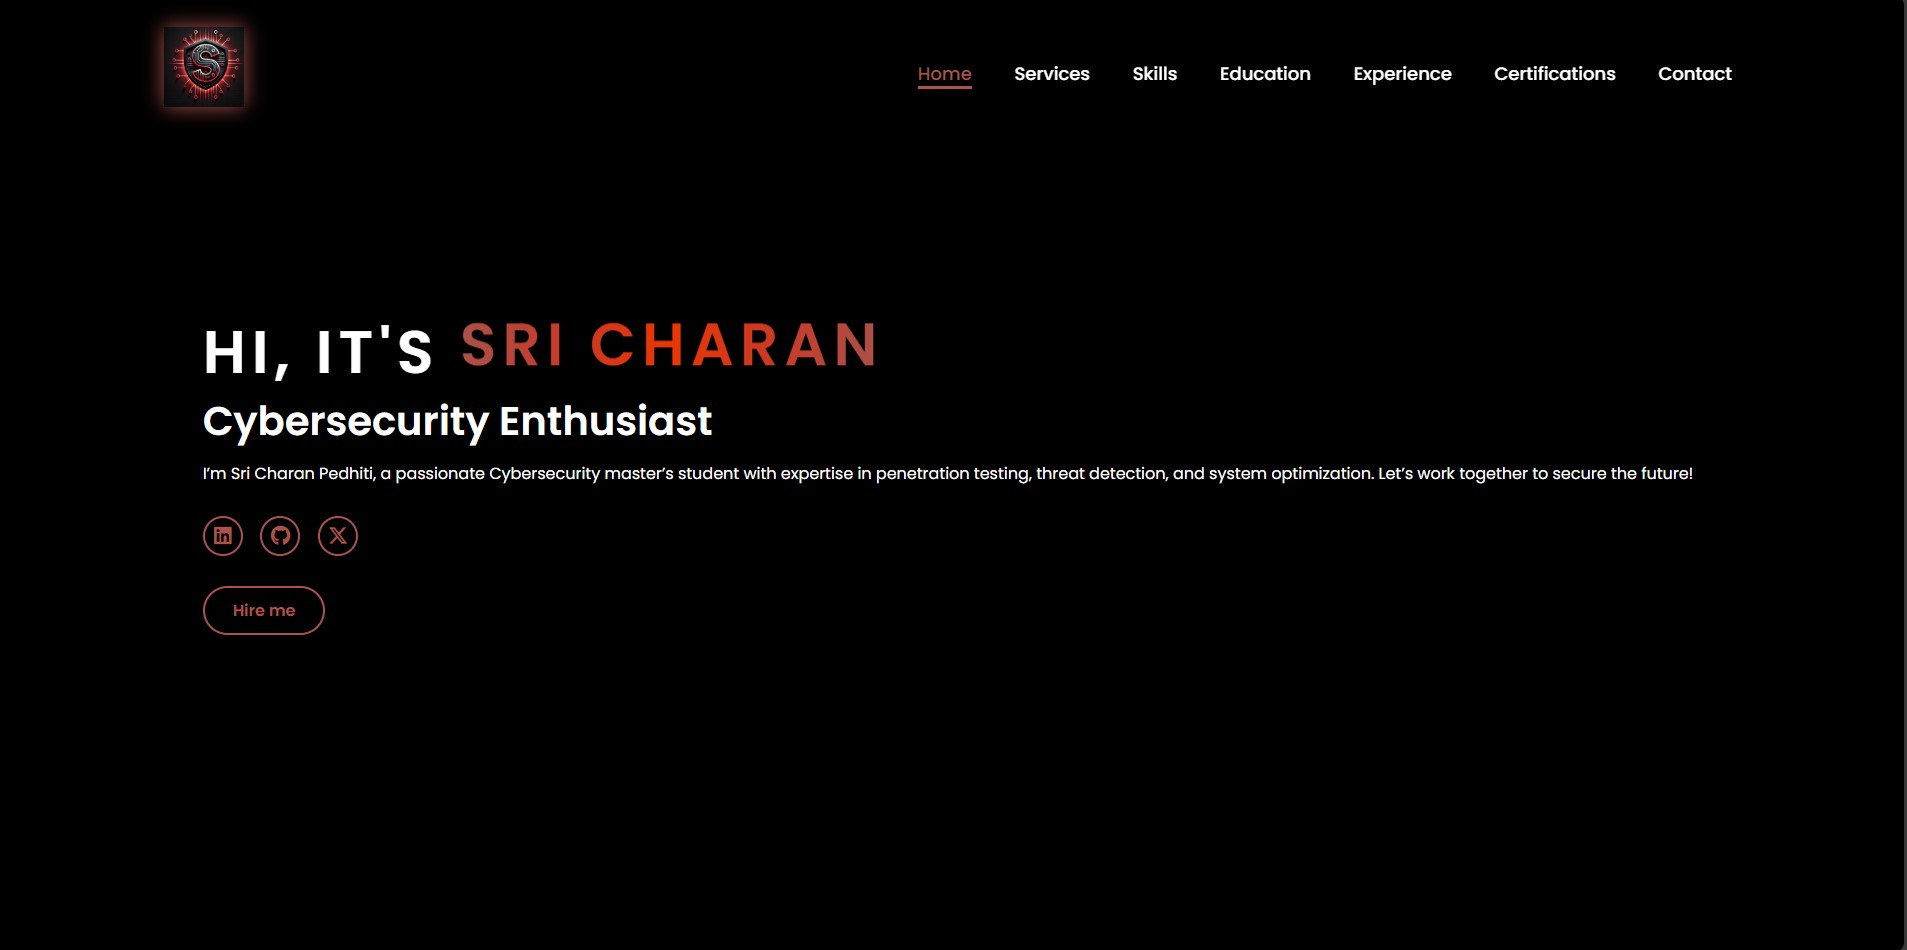 Home Services Skills Education Experience Certifications Contact
HI, IT'S SRI CHARAN
Cybersecurity Enthusiast
I’m Sri Charan Pedhiti, a passionate Cybersecurity master’s student with expertise in penetration testing, threat detection, and system optimization. Let’s work together to secure the future!
Hire me